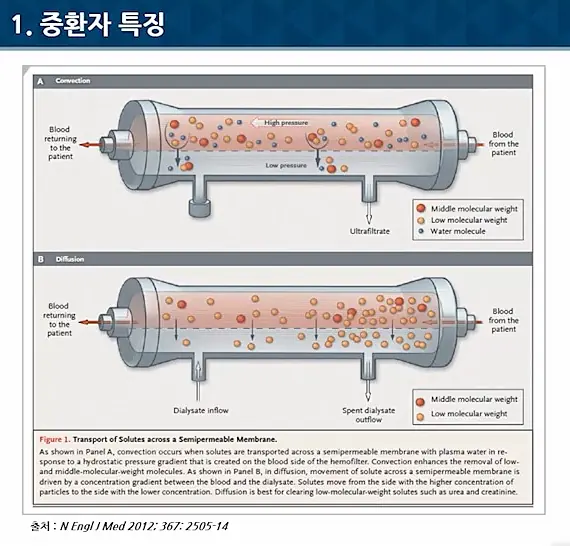 1. 중환자 특징
A Convection
High pressure
Low pressure
Blood
returning
to the
patient
Blood
from the
patient
Ultrafiltrate
Middle molecular weight
Low molecular weight
Water molecule
B Diffusion
Blood
returning
to the
patient
Blood
from the
patient
Dialysate inflow
Spent dialysate
outflow
Middle molecular weight
Low molecular weight
Figure 1. Transport of Solutes across a Semipermeable Membrane.
As shown in Panel A, convection occurs when solutes are transported across a semipermeable membrane with plasma water in re-
sponse to a hydrostatic pressure gradient that is created on the blood side of the hemofilter. Convection enhances the removal of low-
and middle-molecular-weight molecules. As shown in Panel B, in diffusion, movement of solute across a semipermeable membrane is
driven by a concentration gradient between the blood and the dialysate. Solutes move from the side with the higher concentration of
particles to the side with the lower concentration. Diffusion is best for clearing low-molecular-weight solutes such as urea and creatinine.
출처 : N Engl J Med 2012; 367: 2505-14